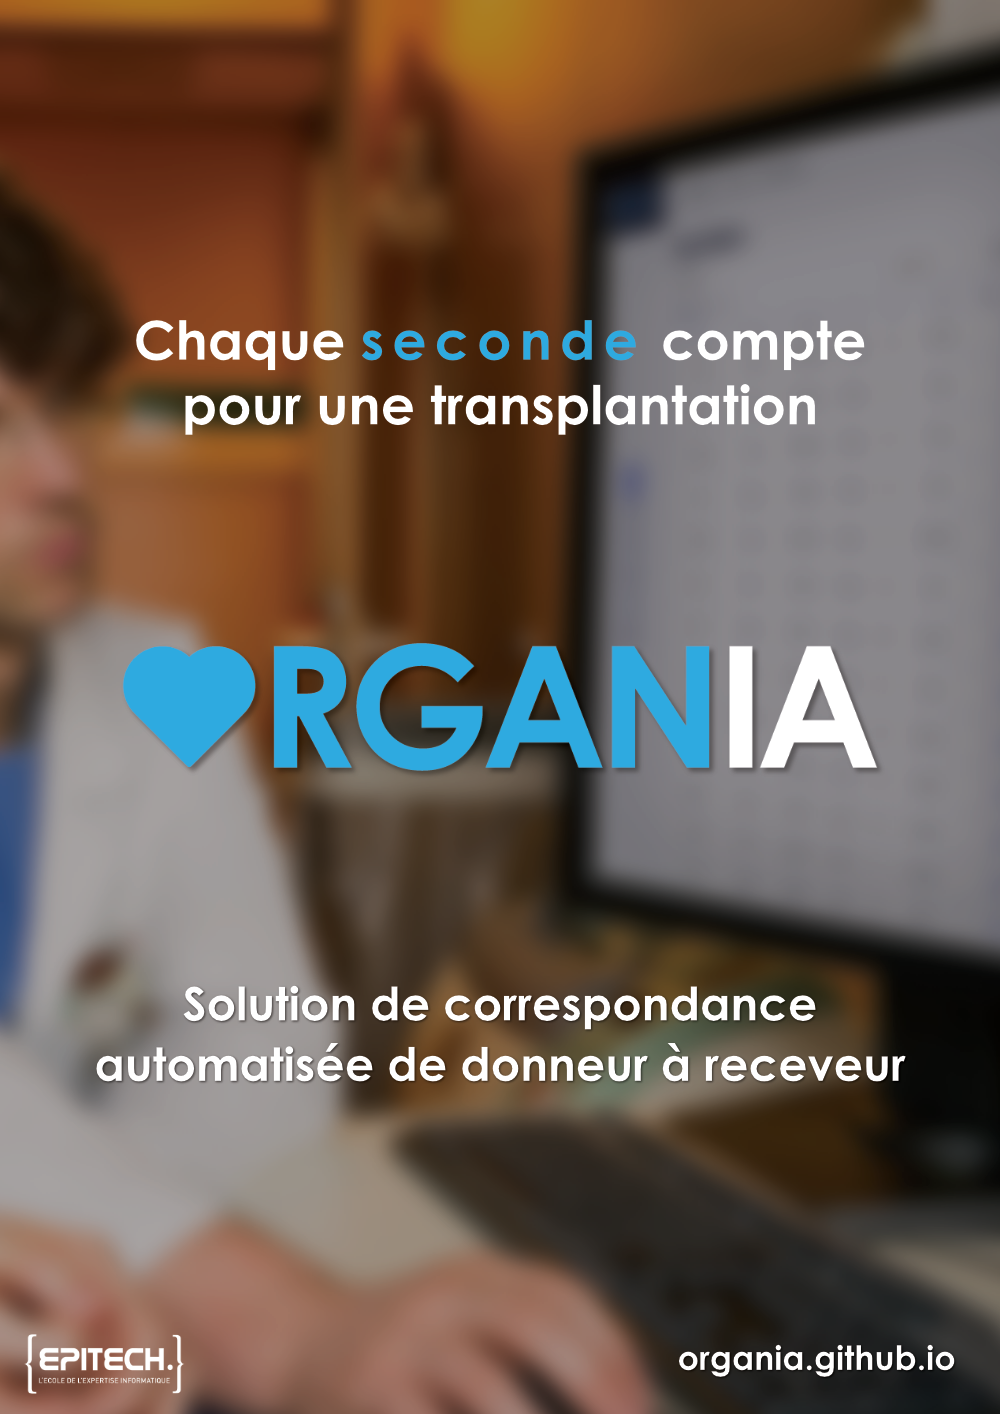 Chaque seconde compte
pour une transplantation
ORGANIA
Solution de correspondance
automatisée de donneur à receveur
{EPITECH.}
L'ECOLE DE L'EXPERTISE INFORMATIQUE
organia.github.io